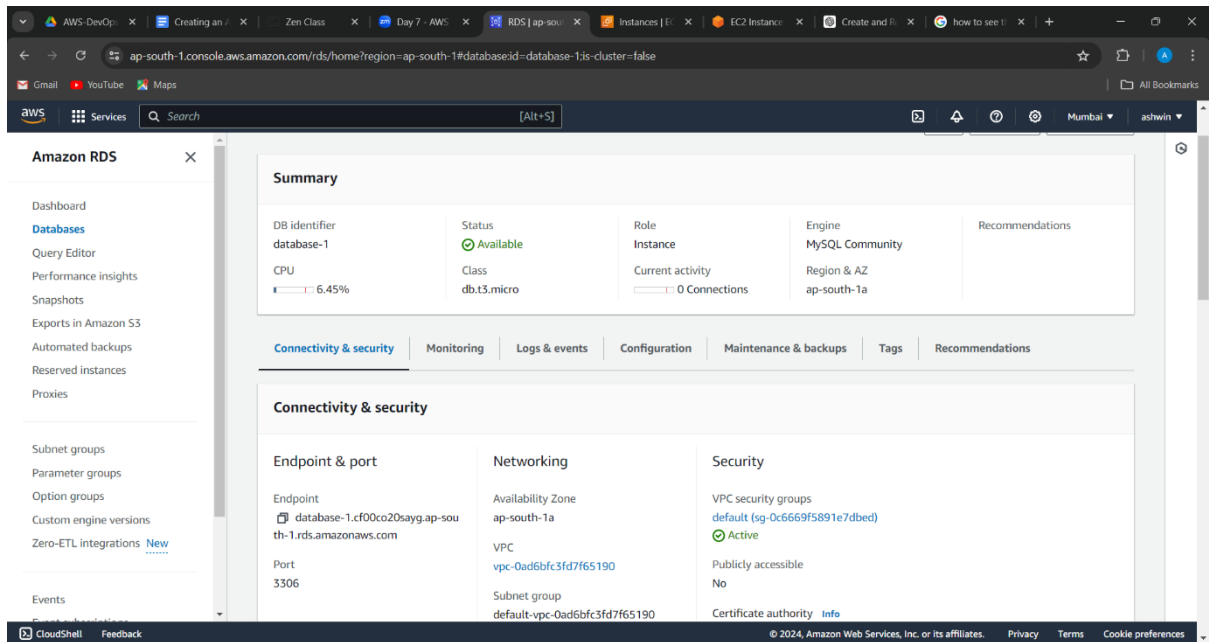 AWS-DevOp
Creating an A
Zen Class
Day 7 - AWS
RDS | ap-sout
Instances | EC
EC2 Instance
Create and R
how to see t
ap-south-1.console.aws.amazon.com/rds/home?region=ap-south-1#database:id=database-1;is-cluster=false
A
Gmail
YouTube
Maps
All Bookmarks
aws
Services
Search
[Alt+S]
Mumbai
ashwin
Amazon RDS
Dashboard
Databases
Query Editor
Performance insights
Snapshots
Exports in Amazon S3
Automated backups
Reserved instances
Proxies
Subnet groups
Parameter groups
Option groups
Custom engine versions
Zero-ETL integrations New
Events
Summary
DB identifier
database-1
Status
Available
Role
Instance
Engine
MySQL Community
Recommendations
CPU
6.45%
Class
db.t3.micro
Current activity
0 Connections
Region & AZ
ap-south-1a
Connectivity & security
Monitoring
Logs & events
Configuration
Maintenance & backups
Tags
Recommendations
Connectivity & security
Endpoint & port
Endpoint
database-1.cf00co20sayg.ap-sou
th-1.rds.amazonaws.com
Port
3306
Networking
Availability Zone
ap-south-1a
VPC
vpc-0ad6bfc3fd7f65190
Subnet group
default-vpc-0ad6bfc3fd7f65190
Security
VPC security groups
default (sg-0c6669f5891e7dbed)
Active
Publicly accessible
No
Certificate authority Info
CloudShell
Feedback
© 2024, Amazon Web Services, Inc. or its affiliates.
Privacy
Terms
Cookie preferences